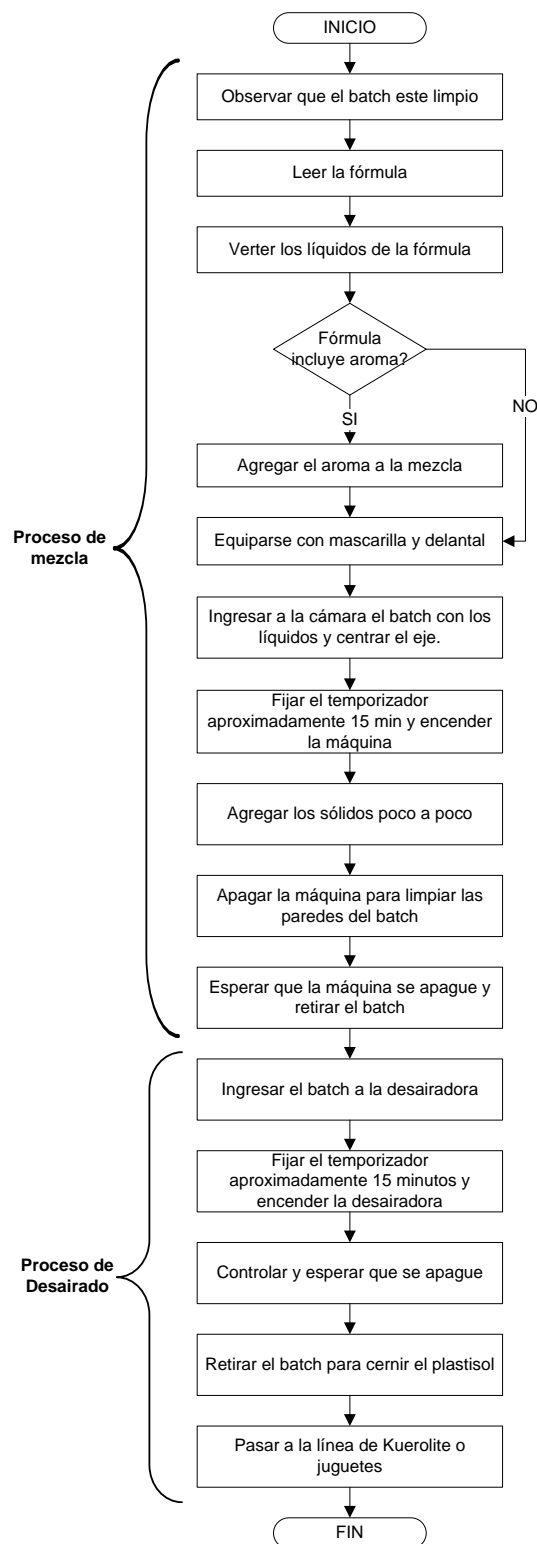 INICIO
Observar que el batch este limpio
Leer la fórmula
Verter los líquidos de la fórmula
Fórmula
incluye aroma?
NO
SI
Agregar el aroma a la mezcla
Proceso de
mezcla
Equiparse con mascarilla y delantal
Ingresar a la cámara el batch con los
líquidos y centrar el eje.
Fijar el temporizador
aproximadamente 15 min y encender
la máquina
Agregar los sólidos poco a poco
Apagar la máquina para limpiar las
paredes del batch
Esperar que la máquina se apague y
retirar el batch
Ingresar el batch a la desairadora
Fijar el temporizador
aproximadamente 15 minutos y
encender la desairadora
Proceso de
Desairado
Controlar y esperar que se apague
Retirar el batch para cernir el plastisol
Pasar a la línea de Kuerolite o
juguetes
FIN